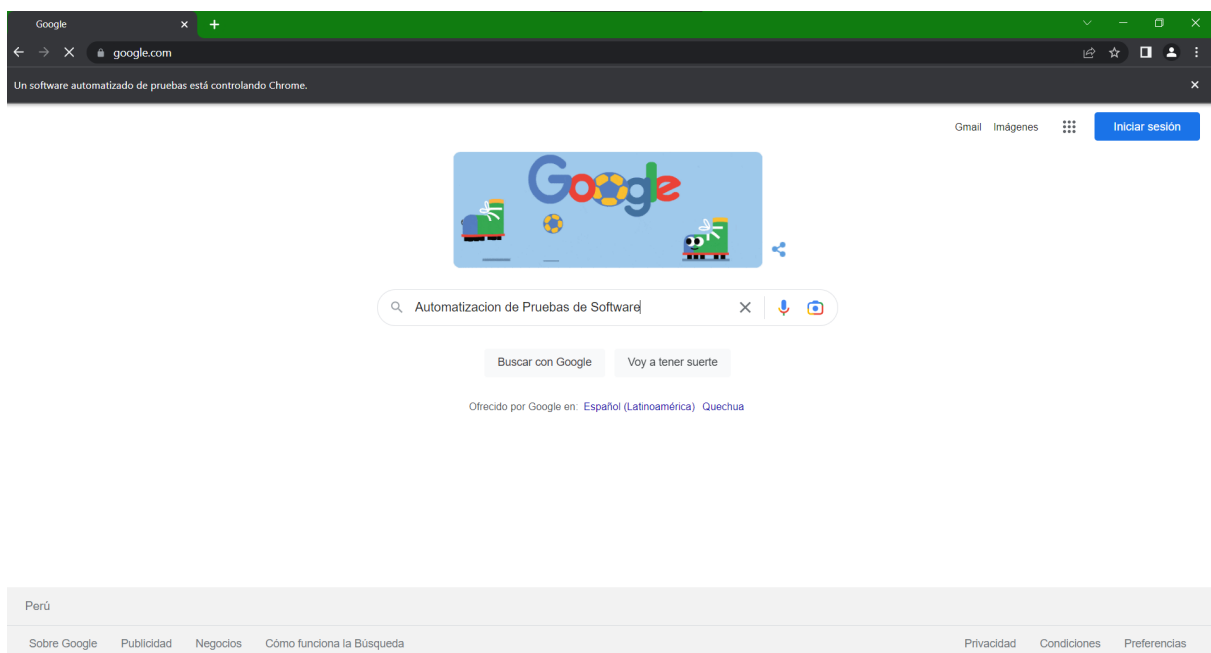 Google
google.com
Un software automatizado de pruebas está controlando Chrome.
Gmail Imágenes Iniciar sesión
Google
Automatizacion de Pruebas de Software
Buscar con Google Voy a tener suerte
Ofrecido por Google en: Español (Latinoamérica) Quechua
Perú
Sobre Google Publicidad Negocios Cómo funciona la Búsqueda Privacidad Condiciones Preferencias